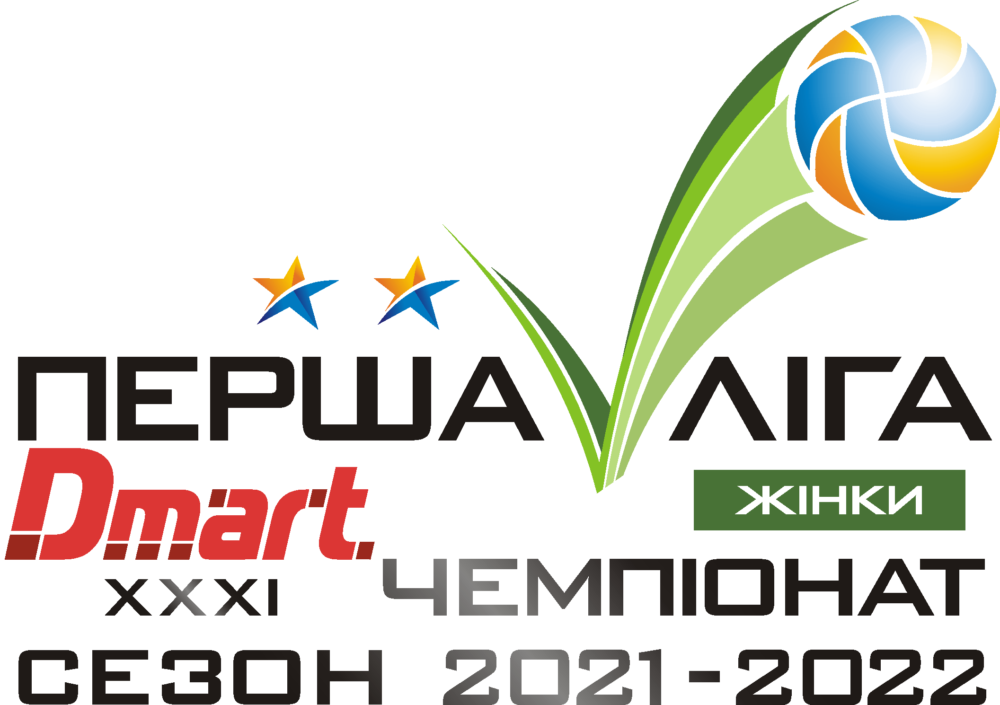 ПЕРША ЛІГА
Dmart
ЖІНКИ
XXXI ЧЕМПІОНАТ
СЕЗОН 2021-2022